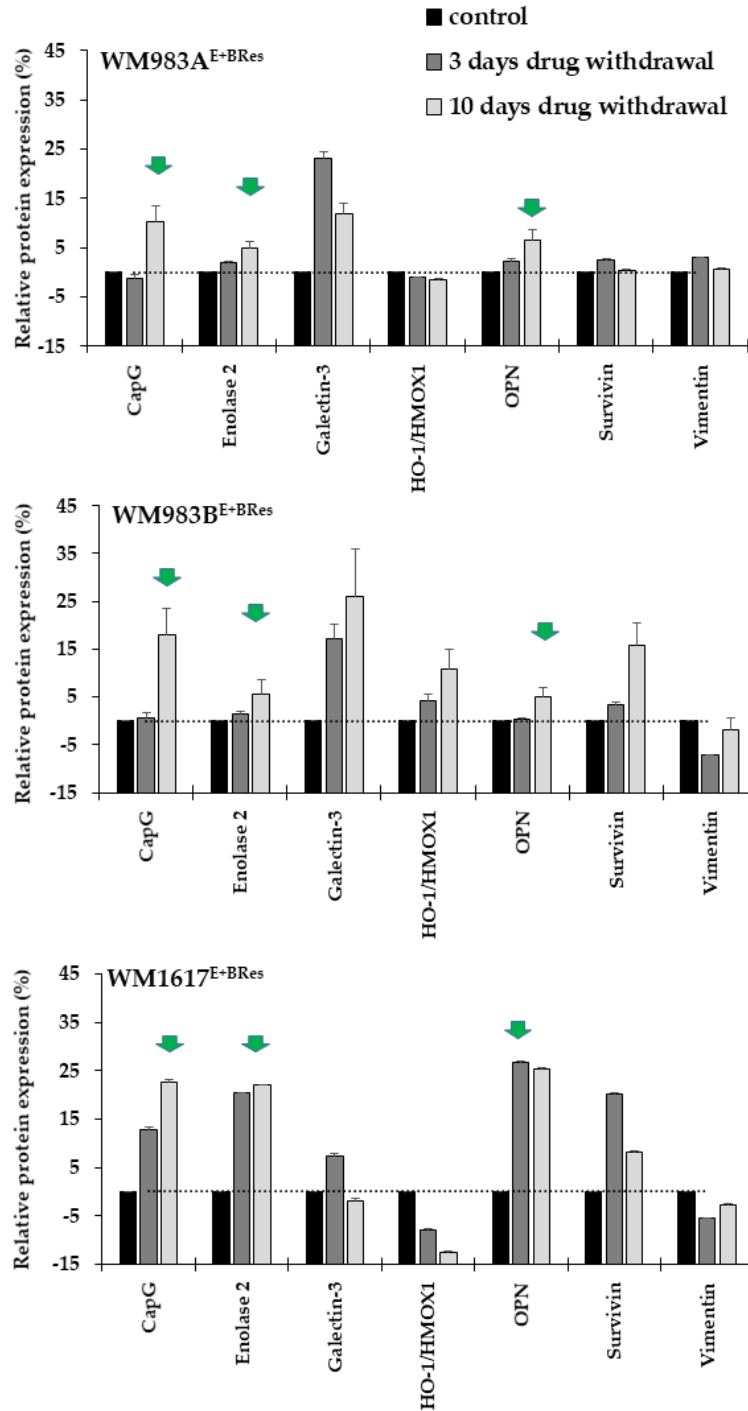 control
3 days drug withdrawal
10 days drug withdrawal
WM983A^E+BRes
Relative protein expression (%)
45
35
25
15
5
-5
-15
CapG
Enolase 2
Galectin-3
HO-1/HMOX1
OPN
Survivin
Vimentin
WM983B^E+BRes
Relative protein expression (%)
45
35
25
15
5
-5
-15
CapG
Enolase 2
Galectin-3
HO-1/HMOX1
OPN
Survivin
Vimentin
WM1617^E+BRes
Relative protein expression (%)
45
35
25
15
5
-5
-15
CapG
Enolase 2
Galectin-3
HO-1/HMOX1
OPN
Survivin
Vimentin